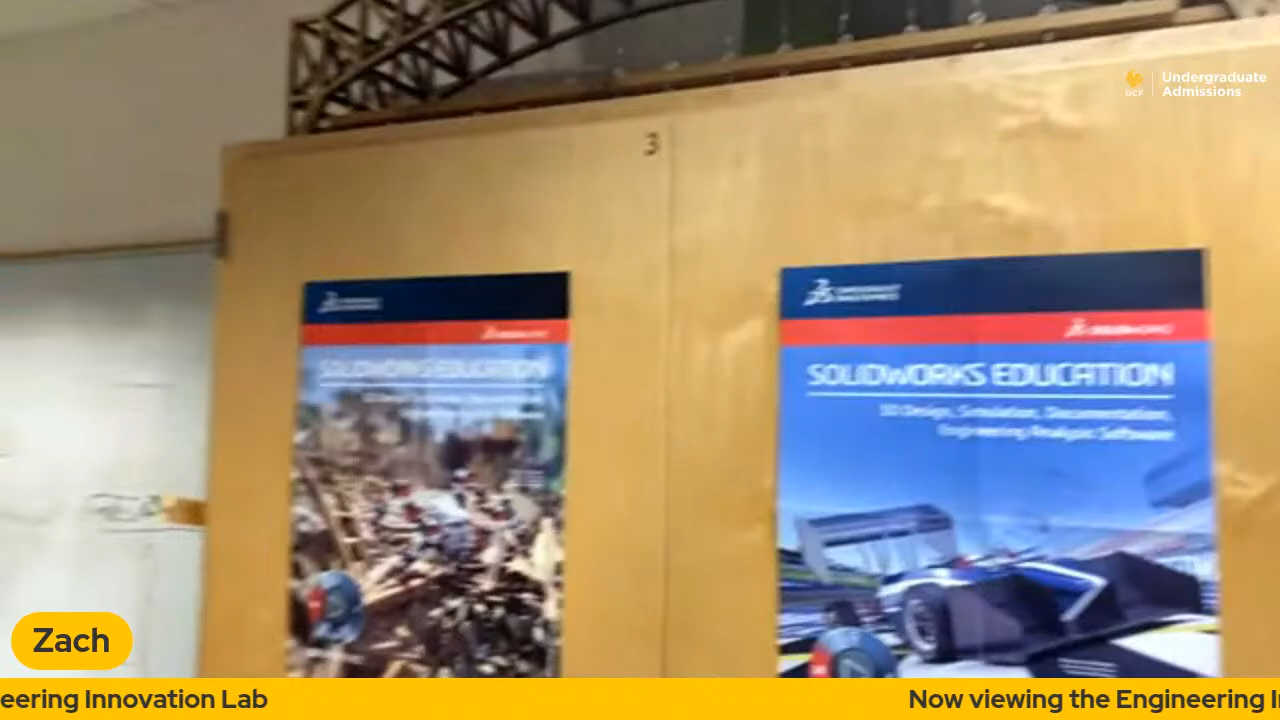 UCF
Undergraduate
Admissions
3
SOLIDWORKS EDUCATION
SOLIDWORKS EDUCATION
3D Design, Simulation, Documentation,
Engineering Analysis Software
Zach
eering Innovation Lab
Now viewing the Engineering I